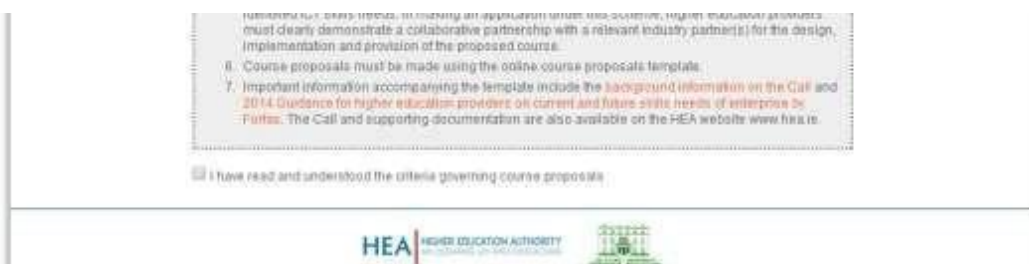 identified ICT skills needs. In making an application under this scheme, higher education providers
must clearly demonstrate a collaborative partnership with a relevant industry partner(s) for the design,
implementation and provision of the proposed course.
6. Course proposals must be made using the online course proposals template.
7. Important information accompanying the template include the background information on the Call and
2014 Guidance for higher education providers on current and future skills needs of enterprise by
Forfas. The Call and supporting documentation are also available on the HEA website www.hea.ie.
I have read and understood the criteria governing course proposals
HEA HIGHER EDUCATION AUTHORITY